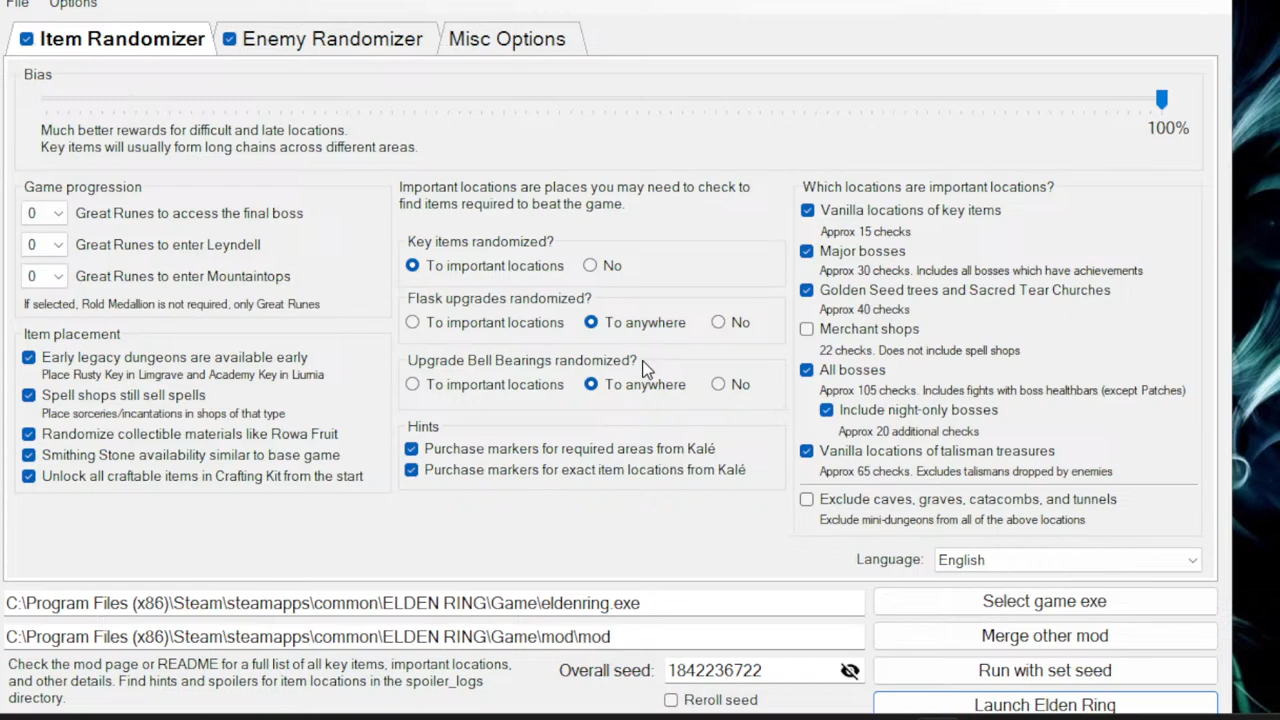 File Options
Item Randomizer Enemy Randomizer Misc Options
Bias
Much better rewards for difficult and late locations.
Key items will usually form long chains across different areas.
100%
Game progression
0 Great Runes to access the final boss
0 Great Runes to enter Leyndell
0 Great Runes to enter Mountaintops
If selected, Rold Medallion is not required, only Great Runes
Item placement
Early legacy dungeons are available early
Place Rusty Key in Limgrave and Academy Key in Liurnia
Spell shops still sell spells
Place sorceries/incantations in shops of that type
Randomize collectible materials like Rowa Fruit
Smithing Stone availability similar to base game
Unlock all craftable items in Crafting Kit from the start
Important locations are places you may need to check to
find items required to beat the game.
Key items randomized?
To important locations No
Flask upgrades randomized?
To important locations To anywhere No
Upgrade Bell Bearings randomized?
To important locations To anywhere No
Hints
Purchase markers for required areas from Kalé
Purchase markers for exact item locations from Kalé
Which locations are important locations?
Vanilla locations of key items
Approx 15 checks
Major bosses
Approx 30 checks. Includes all bosses which have achievements
Golden Seed trees and Sacred Tear Churches
Approx 40 checks
Merchant shops
22 checks. Does not include spell shops
All bosses
Approx 105 checks. Includes fights with boss healthbars (except Patches)
Include night-only bosses
Approx 20 additional checks
Vanilla locations of talisman treasures
Approx 65 checks. Excludes talismans dropped by enemies
Exclude caves, graves, catacombs, and tunnels
Exclude mini-dungeons from all of the above locations
Language: English
C:\Program Files (x86)\Steam\steamapps\common\ELDEN RING\Game\eldenring.exe
Select game exe
C:\Program Files (x86)\Steam\steamapps\common\ELDEN RING\Game\mod\mod
Merge other mod
Check the mod page or README for a full list of all key items, important locations,
and other details. Find hints and spoilers for item locations in the spoiler_logs
directory.
Overall seed: 1842236722
Run with set seed
Reroll seed
Launch Elden Ring